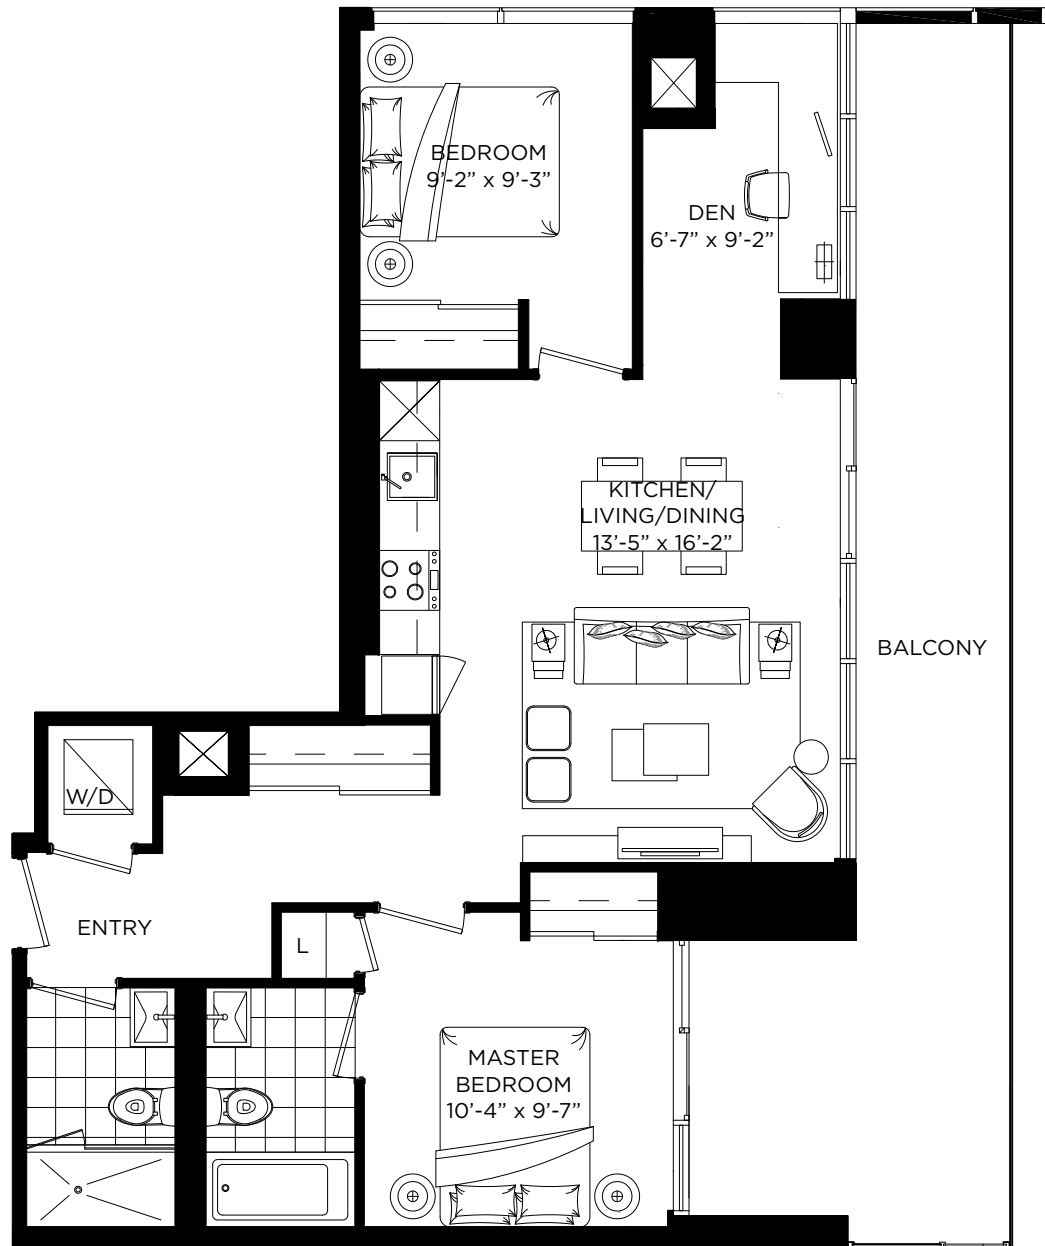 BEDROOM
9’-2” x 9’-3”
DEN
6’-7” x 9’-2”
KITCHEN/
LIVING/DINING
13’-5” x 16’-2”
BALCONY
W/D
ENTRY
L
MASTER
BEDROOM
10’-4” x 9’-7”